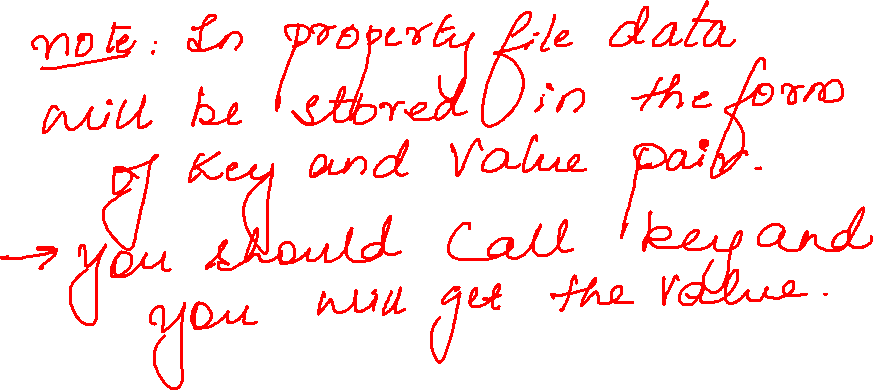 note: In property file data
will be stored in the form
of key and value pair.
→ you should call key and
you will get the value.